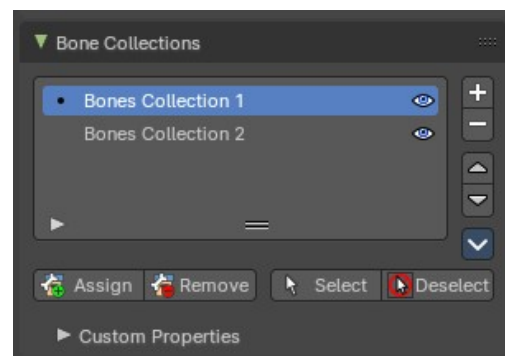 Bone Collections
Bones Collection 1
Bones Collection 2
Assign Remove Select Deselect
Custom Properties